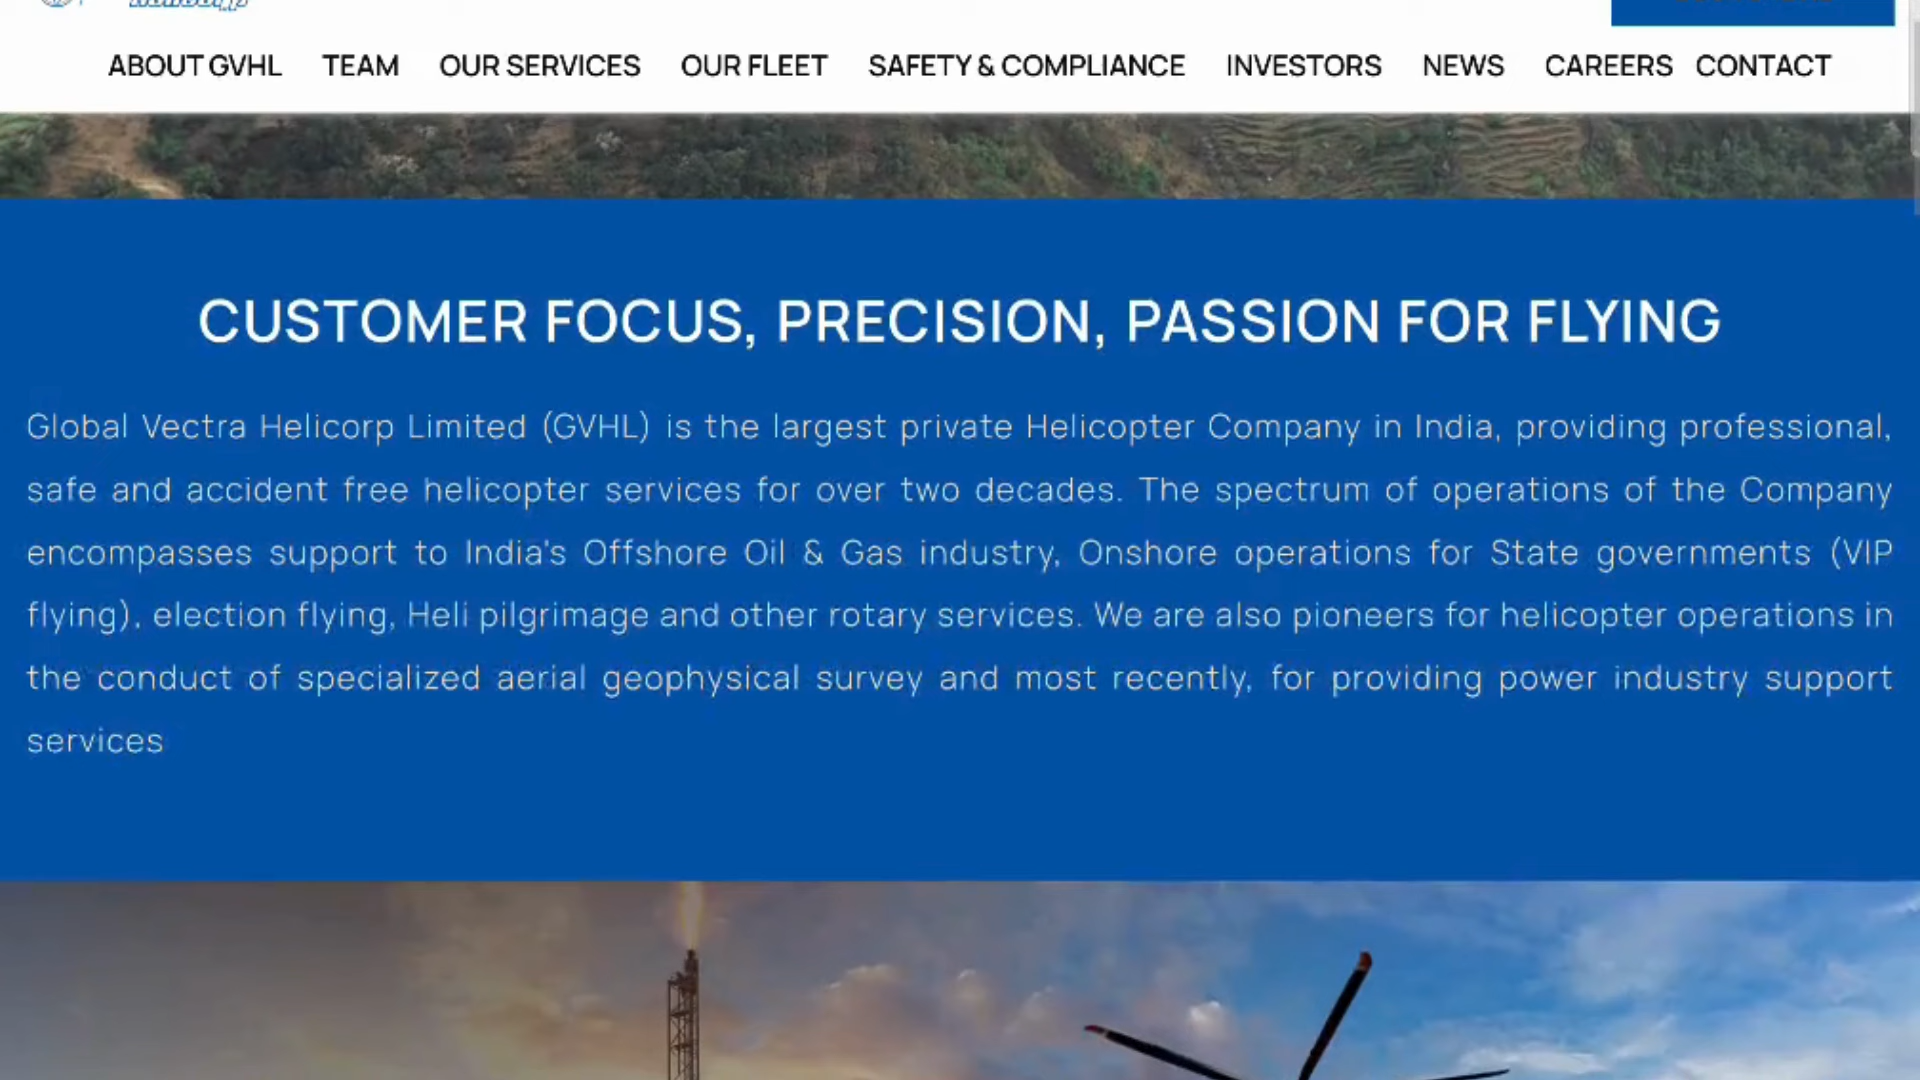 ABOUT GVHL TEAM OUR SERVICES OUR FLEET SAFETY & COMPLIANCE INVESTORS NEWS CAREERS CONTACT
CUSTOMER FOCUS, PRECISION, PASSION FOR FLYING
Global Vectra Helicorp Limited (GVHL) is the largest private Helicopter Company in India, providing professional,
safe and accident free helicopter services for over two decades. The spectrum of operations of the Company
encompasses support to India's Offshore Oil & Gas industry, Onshore operations for State governments (VIP
flying), election flying, Heli pilgrimage and other rotary services. We are also pioneers for helicopter operations in
the conduct of specialized aerial geophysical survey and most recently, for providing power industry support
services